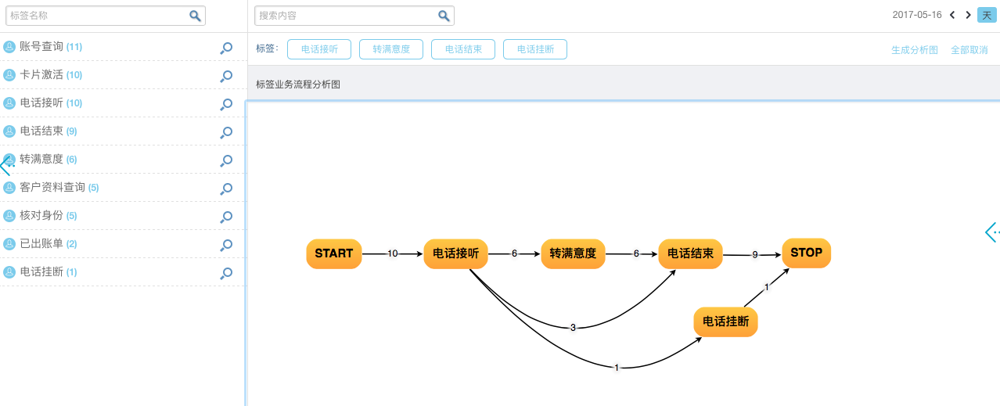 标签名称
账号查询 (11)
卡片激活 (10)
电话接听 (10)
电话结束 (9)
转满意度 (6)
客户资料查询 (5)
核对身份 (5)
已出账单 (2)
电话挂断 (1)
搜索内容
2017-05-16
天
标签：
电话接听
转满意度
电话结束
电话挂断
生成分析图
全部取消
标签业务流程分析图
START
10
电话接听
6
转满意度
6
电话结束
9
STOP
1
电话挂断
3
1